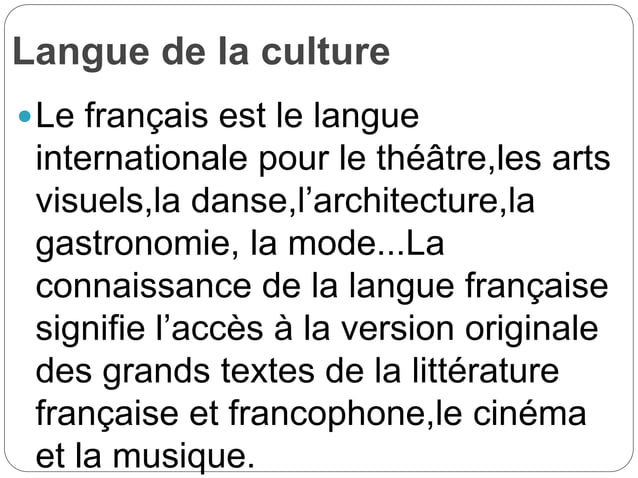 Langue de la culture
Le français est le langue
internationale pour le théâtre,les arts
visuels,la danse,l’architecture,la
gastronomie, la mode...La
connaissance de la langue française
signifie l’accès à la version originale
des grands textes de la littérature
française et francophone,le cinéma
et la musique.